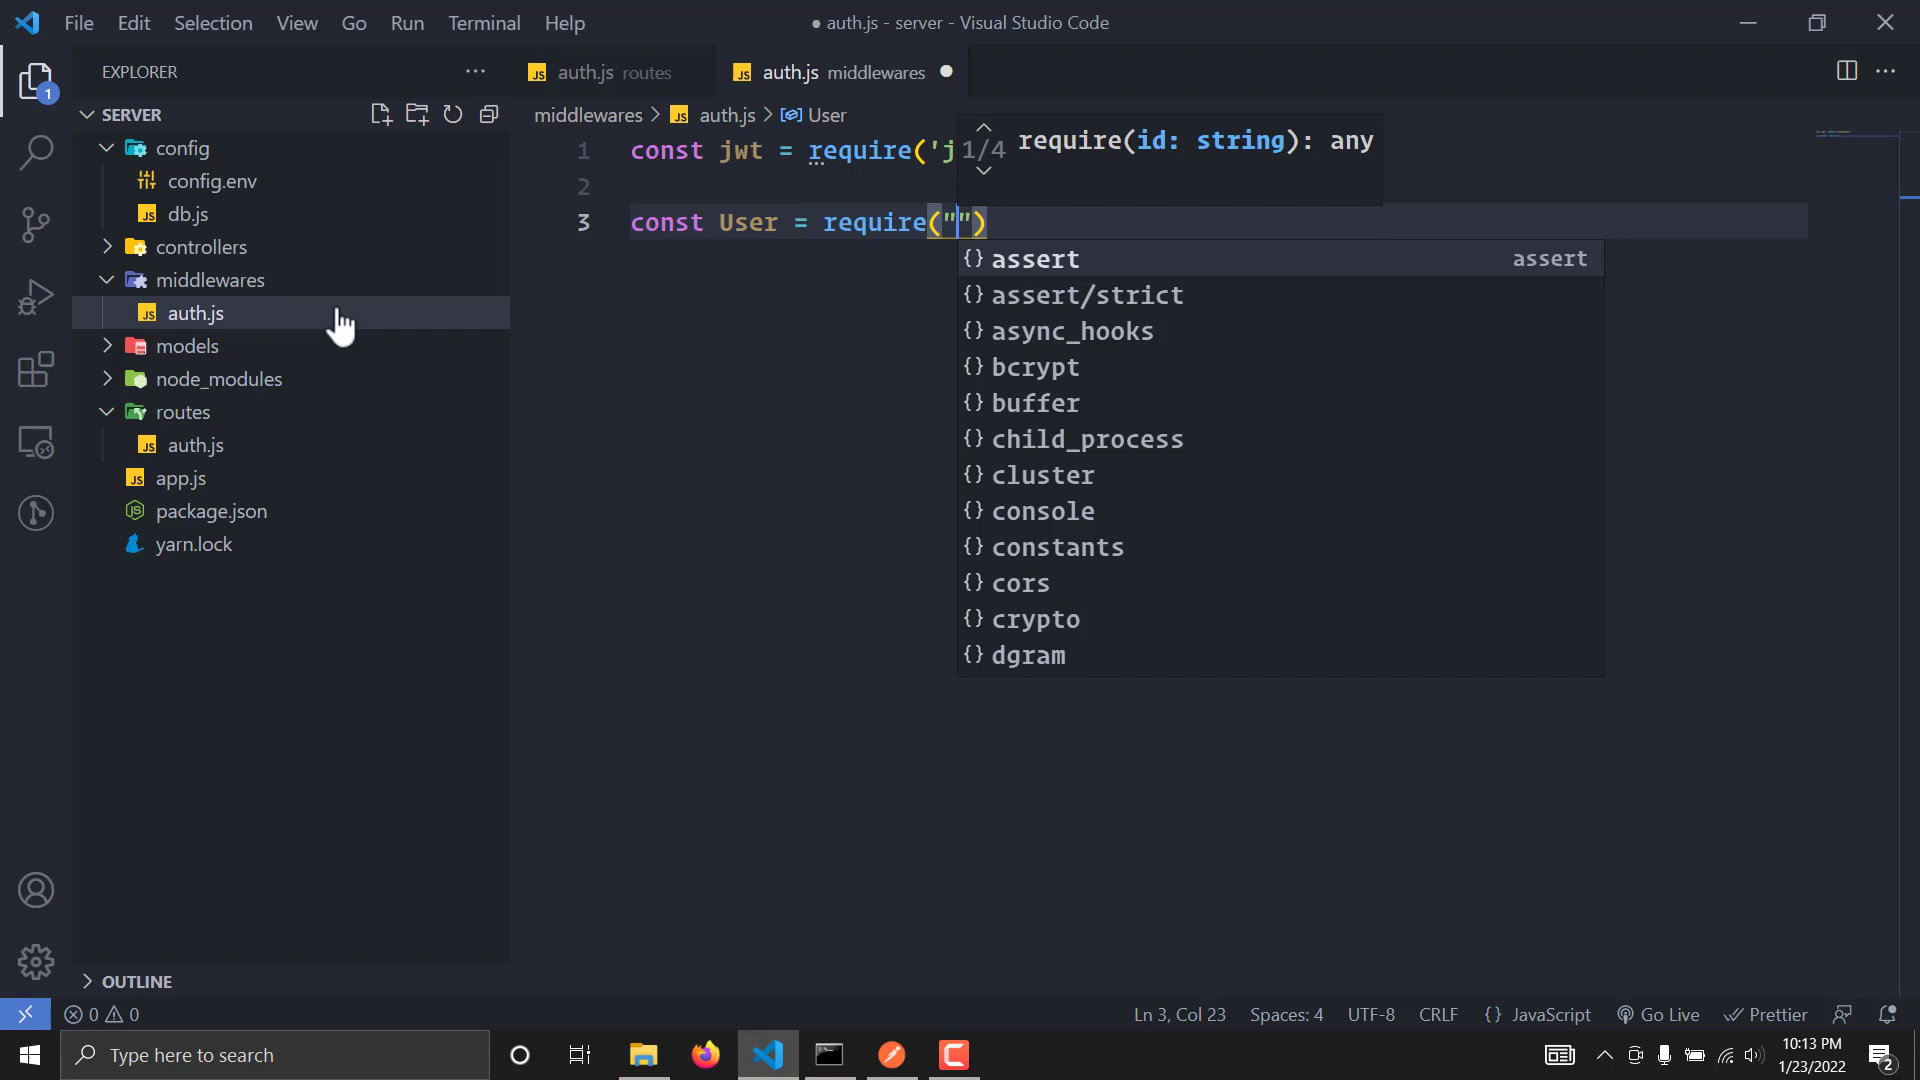 File Edit Selection View Go Run Terminal Help
● auth.js - server - Visual Studio Code
EXPLORER
auth.js routes
auth.js middlewares
SERVER
middlewares > auth.js > User
config
config.env
db.js
controllers
middlewares
auth.js
models
node_modules
routes
auth.js
app.js
package.json
yarn.lock
OUTLINE
1
1 const jwt = require('j
2
3 const User = require("")
1/4 require(id: string): any
assert assert
assert/strict
async_hooks
bcrypt
buffer
child_process
cluster
console
constants
cors
crypto
dgram
0 0
Ln 3, Col 23 Spaces: 4 UTF-8 CRLF {} JavaScript Go Live Prettier
Type here to search
10:13 PM
1/23/2022
2